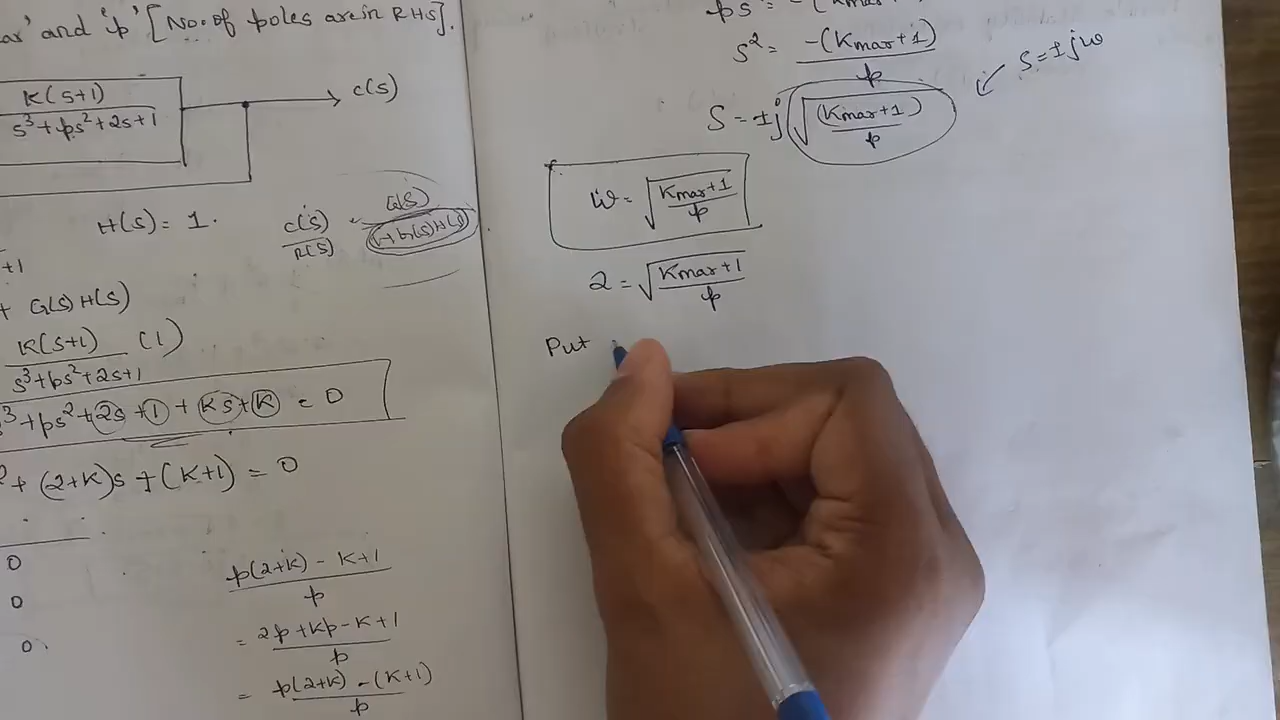 and 'p' [No. of poles are in RHS].
K(s+1)
s³+ps²+2s+1
c(s)
H(s) = 1.
c(s)
R(s)
G(s)
1+G(s)H(s)
+1
+ G(s)H(s)
K(s+1) (1)
s³+ps²+2s+1
³+ps²+2s+1+Ks+K = 0
²+(2+K)s+(K+1) = 0
0
0
0
p(2+K) - K+1
p
= 2p+Kp-K+1
p
= p(2+K) - (K+1)
p
s² = -(Kmar+1)
p
S = ±j√(Kmar+1)
p
s = ±jω
ω = √Kmar+1
p
2 = √Kmar+1
p
Put